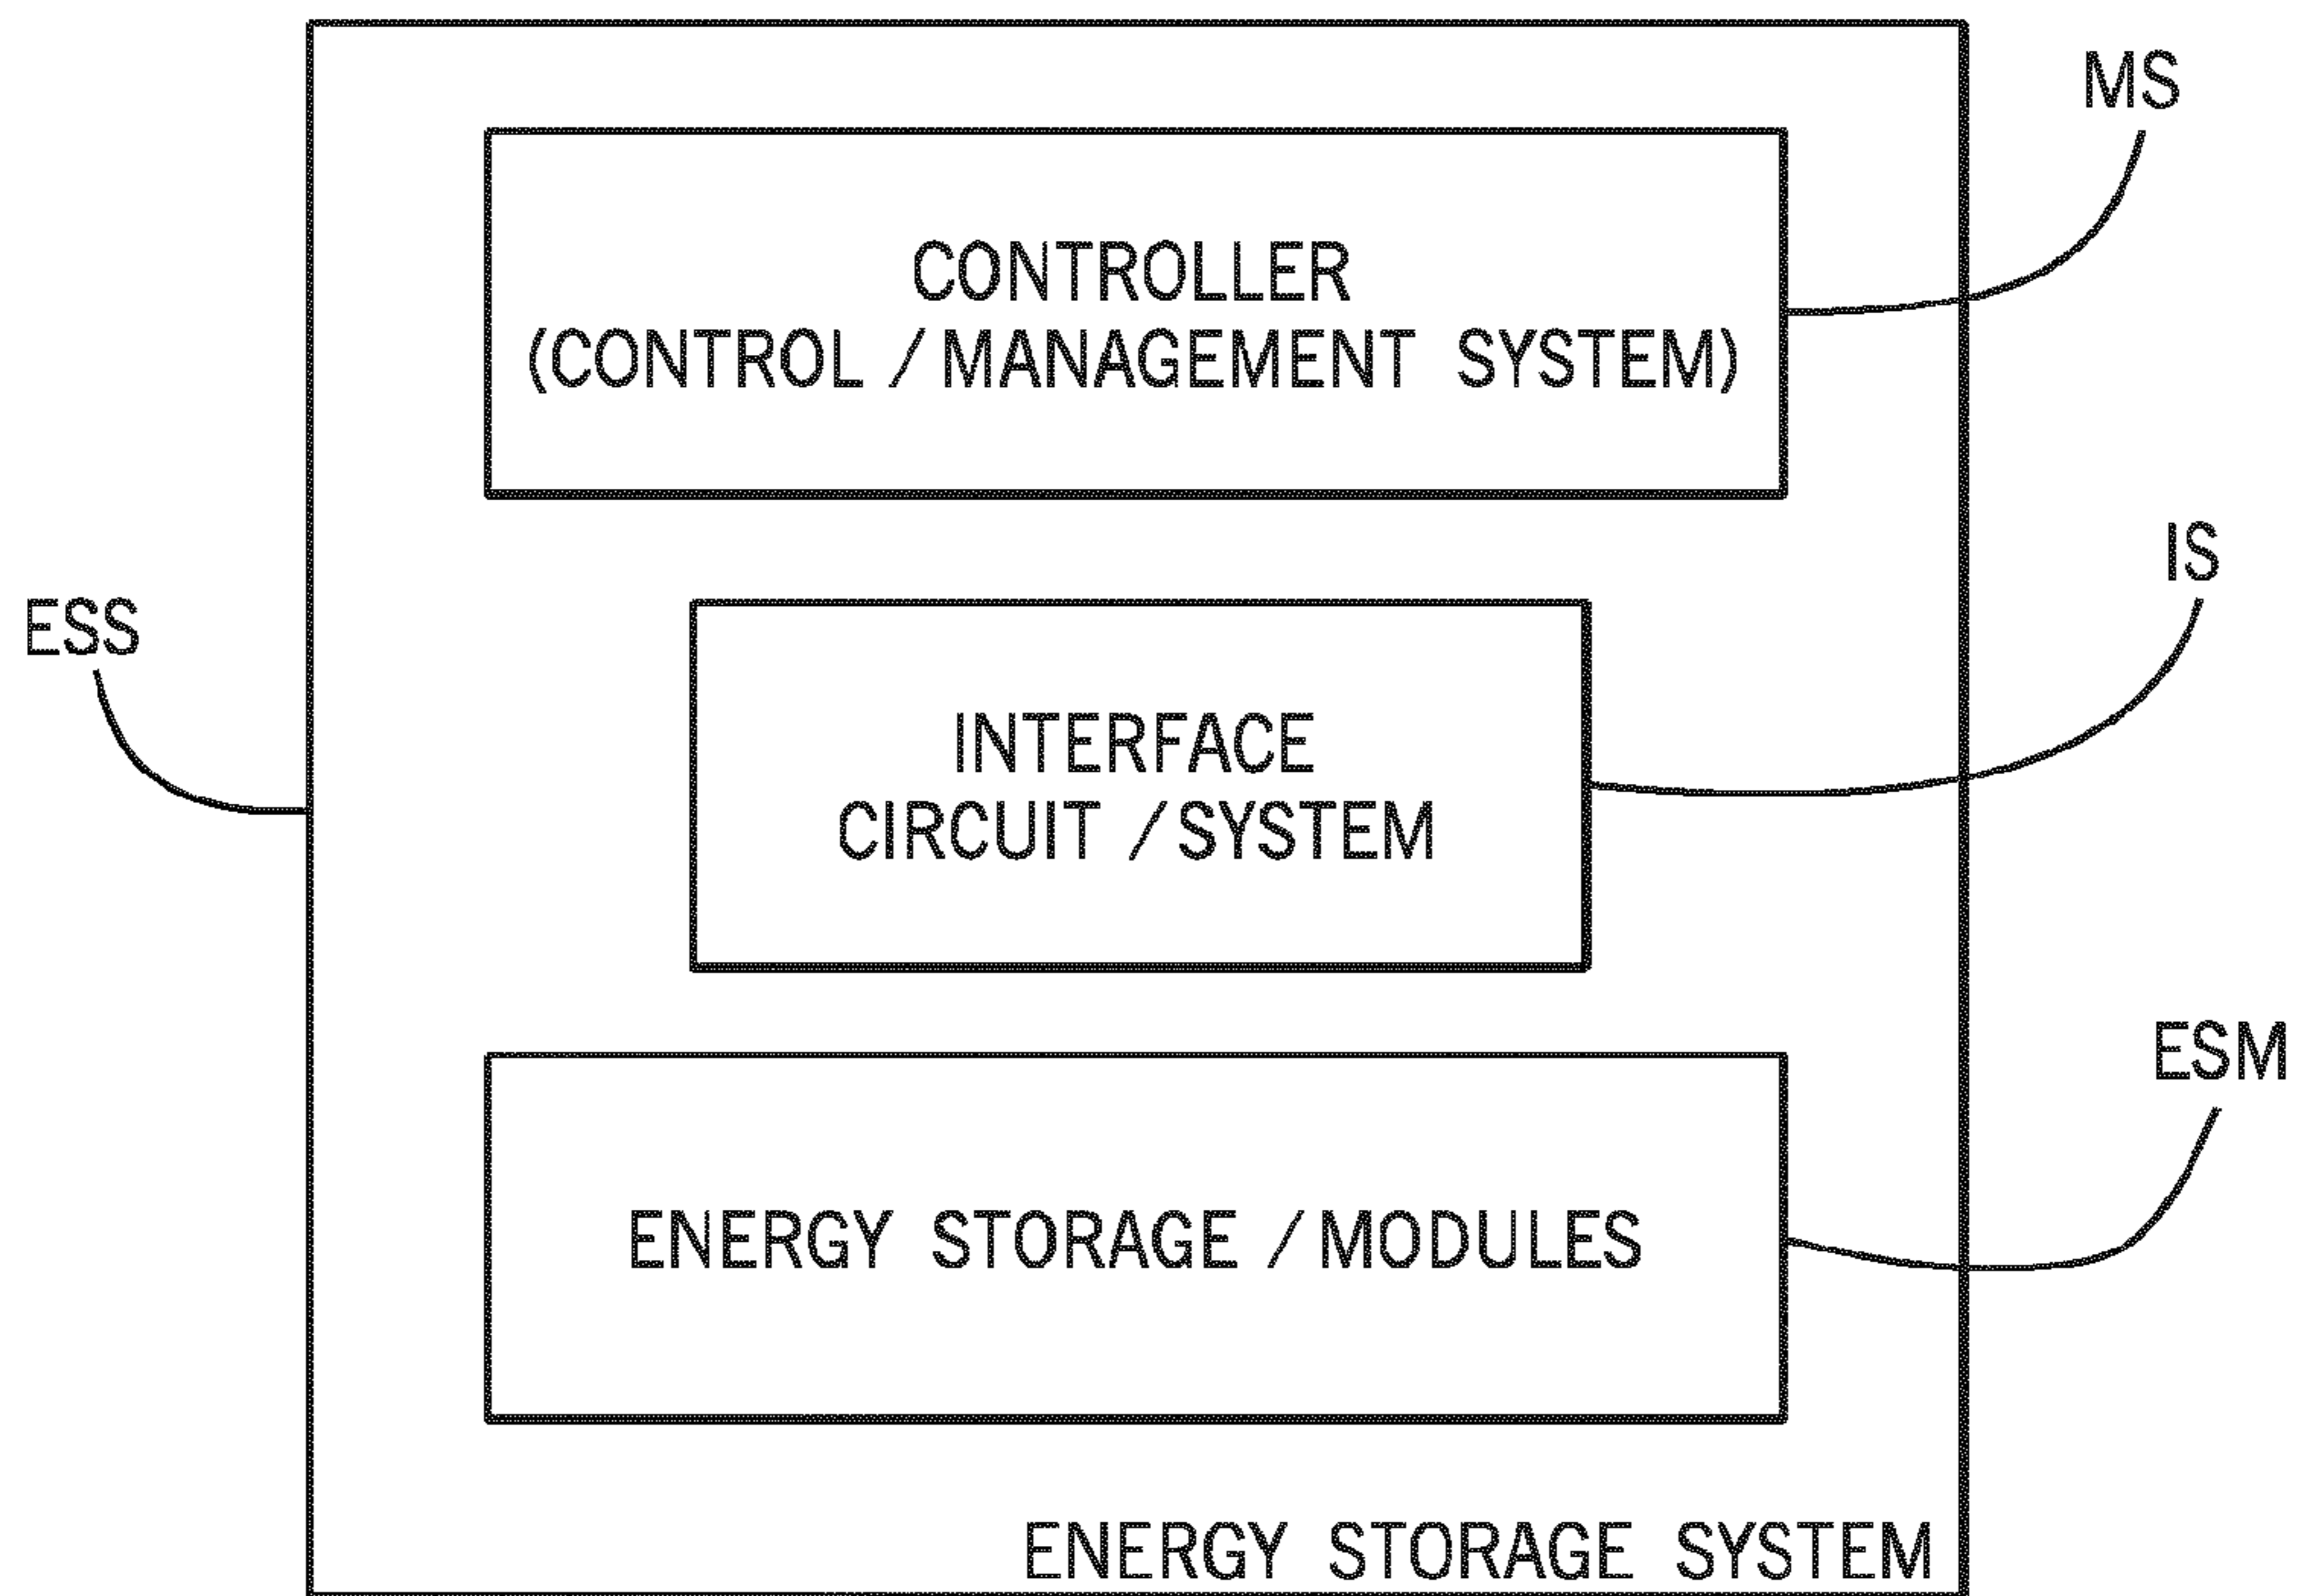 MS
CONTROLLER
(CONTROL / MANAGEMENT SYSTEM)
IS
ESS
INTERFACE
CIRCUIT / SYSTEM
ESM
ENERGY STORAGE / MODULES
ENERGY STORAGE SYSTEM